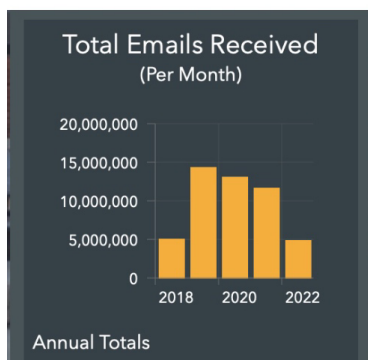 Total Emails Received
(Per Month)
20,000,000
15,000,000
10,000,000
5,000,000
0
2018 2020 2022
Annual Totals